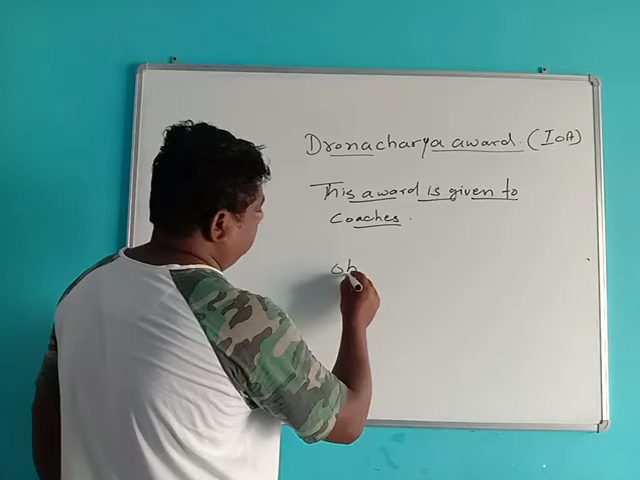 Dronacharya award. (IOA)
This award is given to
Coaches.